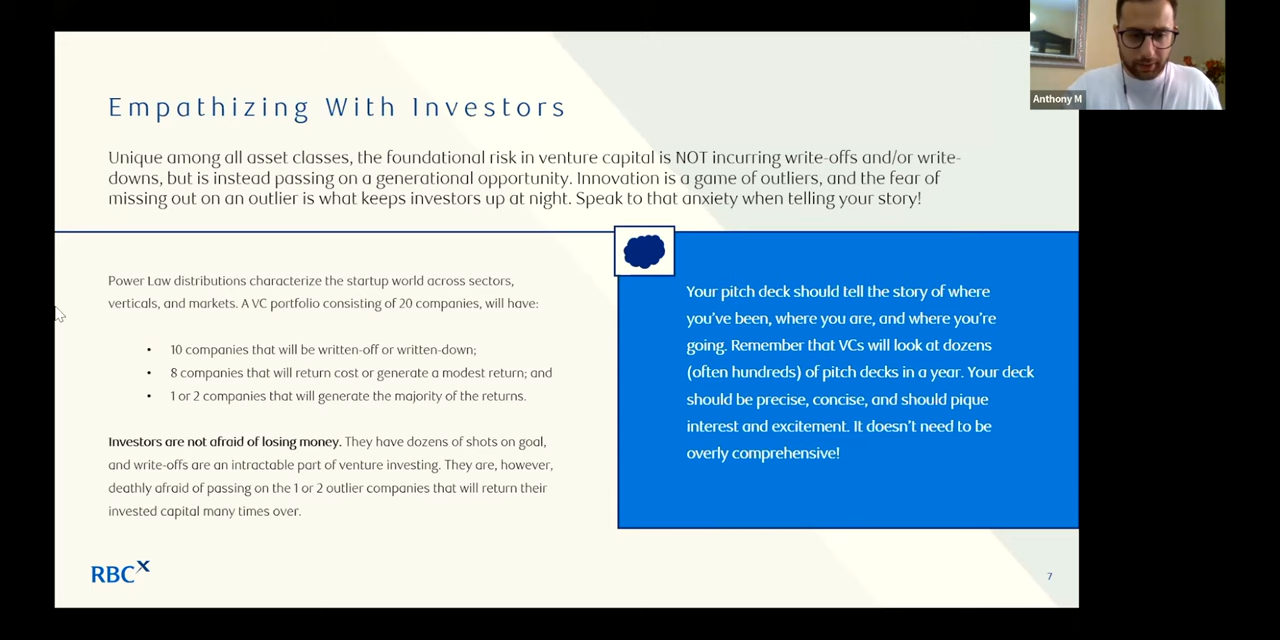 Anthony M
Empathizing With Investors
Unique among all asset classes, the foundational risk in venture capital is NOT incurring write-offs and/or write-
downs, but is instead passing on a generational opportunity. Innovation is a game of outliers, and the fear of
missing out on an outlier is what keeps investors up at night. Speak to that anxiety when telling your story!
Power Law distributions characterize the startup world across sectors,
verticals, and markets. A VC portfolio consisting of 20 companies, will have:
• 10 companies that will be written-off or written-down;
• 8 companies that will return cost or generate a modest return; and
• 1 or 2 companies that will generate the majority of the returns.
Investors are not afraid of losing money. They have dozens of shots on goal,
and write-offs are an intractable part of venture investing. They are, however,
deathly afraid of passing on the 1 or 2 outlier companies that will return their
invested capital many times over.
Your pitch deck should tell the story of where
you've been, where you are, and where you're
going. Remember that VCs will look at dozens
(often hundreds) of pitch decks in a year. Your deck
should be precise, concise, and should pique
interest and excitement. It doesn't need to be
overly comprehensive!
RBCx
7